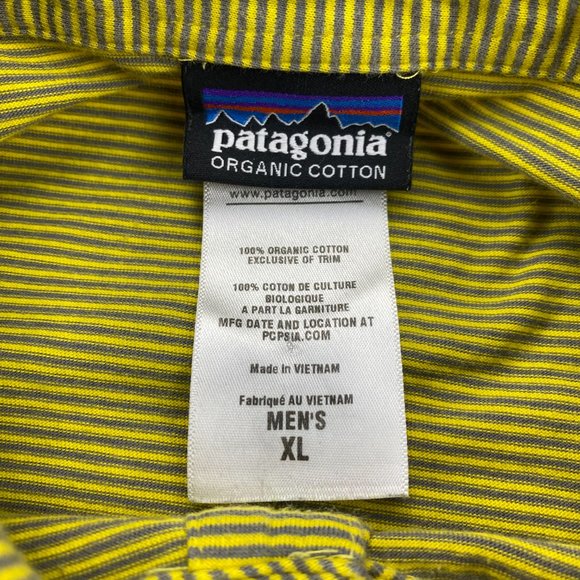 patagonia
ORGANIC COTTON
www.patagonia.com
100% ORGANIC COTTON
EXCLUSIVE OF TRIM
100% COTON DE CULTURE
BIOLOGIQUE
A PART LA GARNITURE
MFG DATE AND LOCATION AT
PCPSIA.COM
Made in VIETNAM
Fabriqué AU VIETNAM
MEN'S
XL